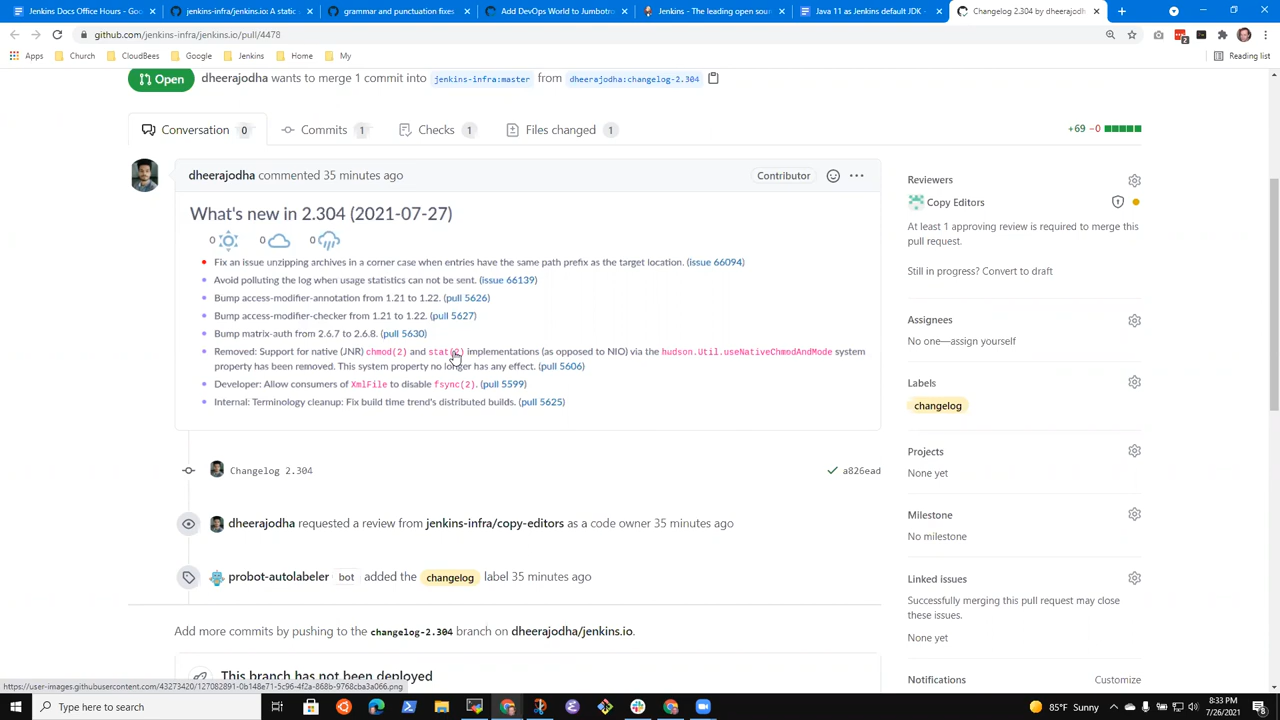 Jenkins Docs Office Hours - Goo
jenkins-infra/jenkins.io: A static
grammar and punctuation fixes
Add DevOps World to Jumbotro
Jenkins - The leading open sour
Java 11 as Jenkins default JDK -
Changelog 2.304 by dheerajodh
github.com/jenkins-infra/jenkins.io/pull/4478
Apps
Church
CloudBees
Google
Jenkins
Home
My
Reading list
Open
dheerajodha wants to merge 1 commit into jenkins-infra:master from dheerajodha:changelog-2.304
Conversation 0
Commits 1
Checks 1
Files changed 1
+69 −0
dheerajodha commented 35 minutes ago
Contributor
What's new in 2.304 (2021-07-27)
0 0 0
Fix an issue unzipping archives in a corner case when entries have the same path prefix as the target location. (issue 66094)
Avoid polluting the log when usage statistics can not be sent. (issue 66139)
Bump access-modifier-annotation from 1.21 to 1.22. (pull 5626)
Bump access-modifier-checker from 1.21 to 1.22. (pull 5627)
Bump matrix-auth from 2.6.7 to 2.6.8. (pull 5630)
Removed: Support for native (JNR) chmod(2) and stat(2) implementations (as opposed to NIO) via the hudson.Util.useNativeChmodAndMode system
property has been removed. This system property no longer has any effect. (pull 5606)
Developer: Allow consumers of XmlFile to disable fsync(2). (pull 5599)
Internal: Terminology cleanup: Fix build time trend's distributed builds. (pull 5625)
Changelog 2.304
a826ead
dheerajodha requested a review from jenkins-infra/copy-editors as a code owner 35 minutes ago
probot-autolabeler bot added the changelog label 35 minutes ago
Add more commits by pushing to the changelog-2.304 branch on dheerajodha/jenkins.io.
This branch has not been deployed
Reviewers
Copy Editors
At least 1 approving review is required to merge this
pull request.
Still in progress? Convert to draft
Assignees
No one—assign yourself
Labels
changelog
Projects
None yet
Milestone
No milestone
Linked issues
Successfully merging this pull request may close
these issues.
None yet
Notifications
Customize
https://user-images.githubusercontent.com/43273420/127082891-0b148e71-5c96-4f2a-868b-9768cba3a066.png
Type here to search
85°F Sunny
8:33 PM
7/26/2021